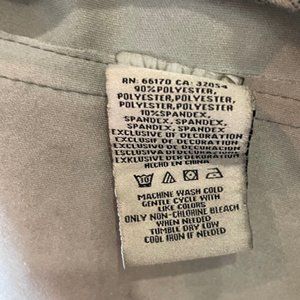 RN: 66170 CA: 32054
90%POLYESTER,
POLYESTER,POLYESTER,
POLYESTER,POLYESTER
10%SPANDEX,
SPANDEX,SPANDEX,
SPANDEX,SPANDEX
EXCLUSIVE OF DECORATION
EXCLUSIF DE DECORATION
EXCLUSIVE DE DECORATION
HECHO EN CHINA
MACHINE WASH COLD
GENTLE CYCLE WITH
LIKE COLORS
ONLY NON-CHLORINE BLEACH
WHEN NEEDED
TUMBLE DRY LOW
COOL IRON IF NEEDED